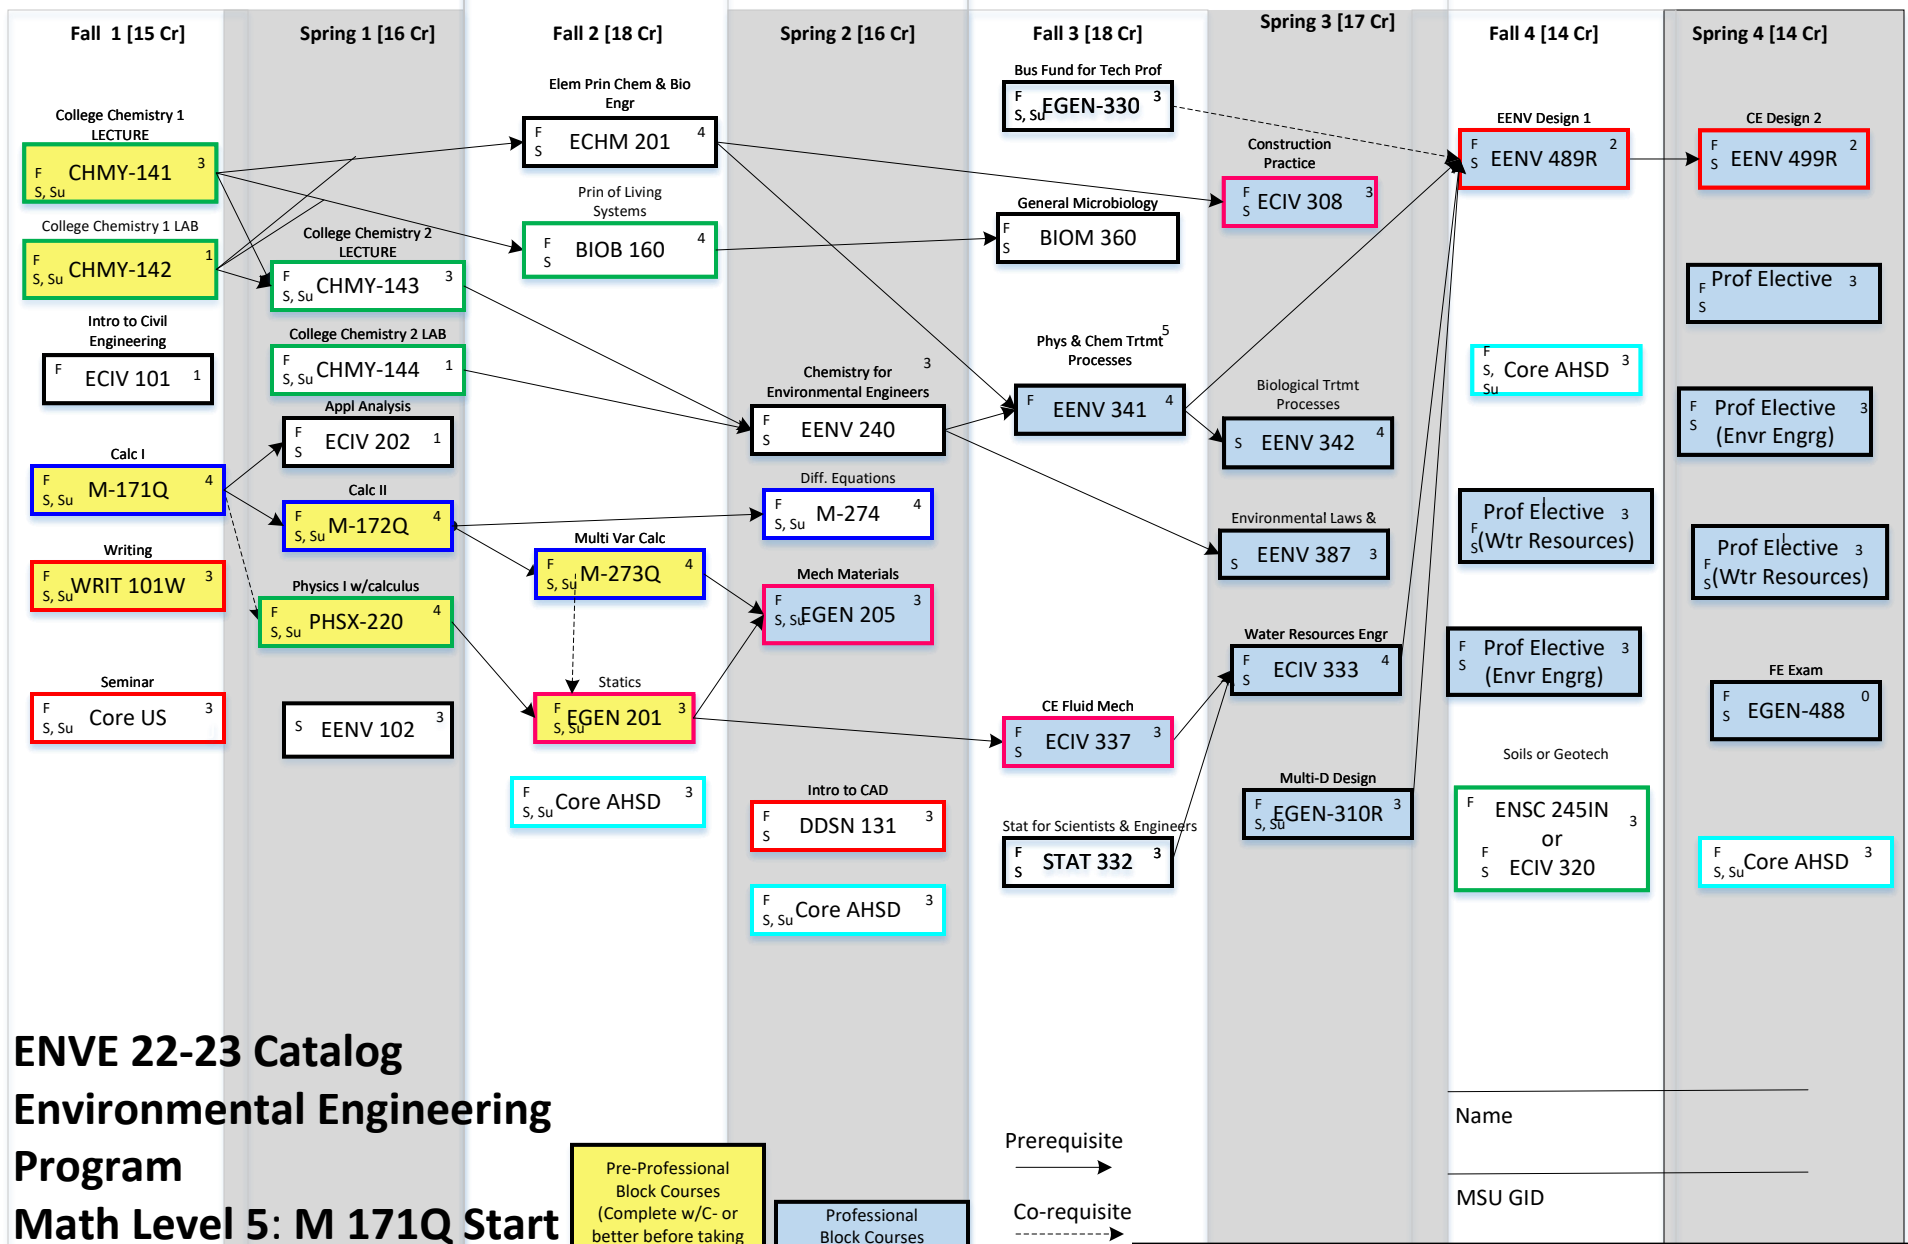 Fall 1 [15 Cr]
College Chemistry 1
LECTURE
F
S, Su
CHMY-141
3
College Chemistry 1 LAB
F
S, Su
CHMY-142
1
Intro to Civil
Engineering
F
ECIV 101
1
Calc I
F
S, Su
M-171Q
4
Writing
F
S, Su
WRIT 101W
3
Seminar
F
S, Su
Core US
3
Spring 1 [16 Cr]
College Chemistry 2
LECTURE
F
S, Su
CHMY-143
3
College Chemistry 2 LAB
F
S, Su
CHMY-144
1
Appl Analysis
F
S
ECIV 202
1
Calc II
F
S, Su
M-172Q
4
Physics I w/calculus
F
S, Su
PHSX-220
4
S
EENV 102
3
Fall 2 [18 Cr]
Elem Prin Chem & Bio
Engr
F
S
ECHM 201
4
Prin of Living
Systems
F
S
BIOB 160
4
Multi Var Calc
F
S, Su
M-273Q
4
Statics
F
S, Su
EGEN 201
3
F
S, Su
Core AHSD
3
Spring 2 [16 Cr]
3
Chemistry for
Environmental Engineers
F
S
EENV 240
Diff. Equations
F
S, Su
M-274
4
Mech Materials
F
S, Su
EGEN 205
3
Intro to CAD
F
S
DDSN 131
3
F
S, Su
Core AHSD
3
Fall 3 [18 Cr]
Bus Fund for Tech Prof
F
S, Su
EGEN-330
3
General Microbiology
F
S
BIOM 360
5
Phys & Chem Trtmt
Processes
F
EENV 341
4
CE Fluid Mech
F
S
ECIV 337
3
Stat for Scientists & Engineers
F
S
STAT 332
3
Spring 3 [17 Cr]
Construction
Practice
F
S
ECIV 308
3
Biological Trtmt
Processes
S
EENV 342
4
Environmental Laws &
S
EENV 387
3
Water Resources Engr
F
S
ECIV 333
4
Multi-D Design
F
S, Su
EGEN-310R
3
Fall 4 [14 Cr]
EENV Design 1
F
S
EENV 489R
2
F
S,
Su
Core AHSD
3
F
S
Prof Elective
(Wtr Resources)
3
F
S
Prof Elective
(Envr Engrg)
3
Soils or Geotech
F
ENSC 245IN
or
F
S
ECIV 320
3
Spring 4 [14 Cr]
CE Design 2
F
S
EENV 499R
2
F
S
Prof Elective
3
F
S
Prof Elective
(Envr Engrg)
3
F
S
Prof Elective
(Wtr Resources)
3
FE Exam
F
S
EGEN-488
0
F
S, Su
Core AHSD
3
ENVE 22-23 Catalog
Environmental Engineering
Program
Math Level 5: M 171Q Start
Pre-Professional
Block Courses
(Complete w/C- or
better before taking
Professional
Block Courses
Prerequisite
Co-requisite
Name
MSU GID